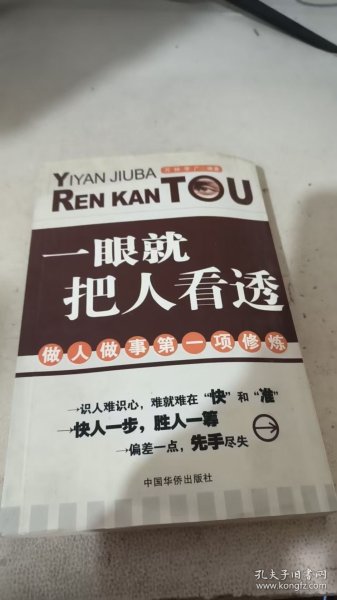 YIYAN JIUBA
REN KAN TOU
一眼就
把人看透
做人做事第一项修炼
→识人难识心，难就难在“快”和“准”
→快人一步，胜人一筹
→偏差一点，先手尽失
中国华侨出版社
孔夫子旧书网
www.kongfz.com